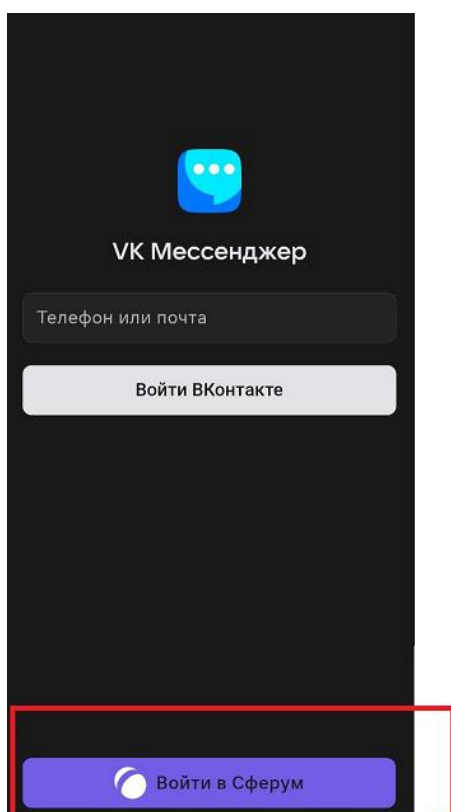 VK Мессенджер
Телефон или почта
Войти ВКонтакте
Войти в Сферум